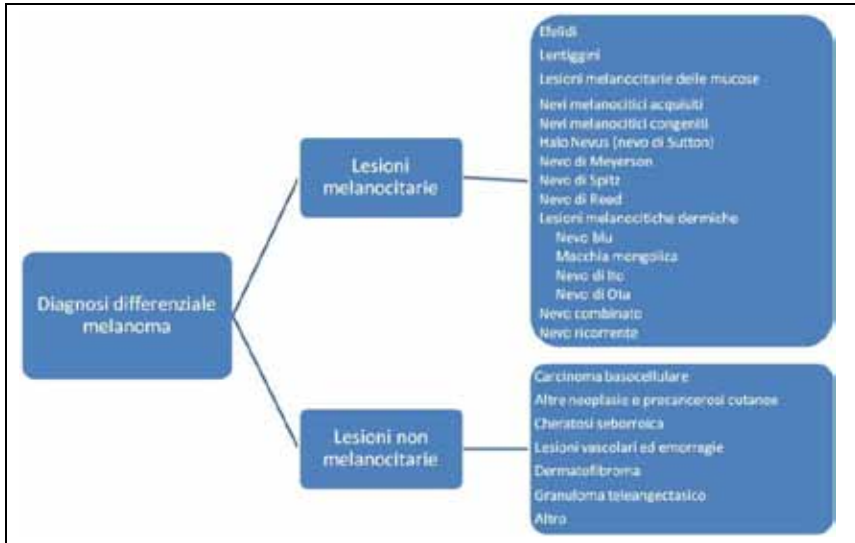 Diagnosi differenziale
melanoma
Lesioni
melanocitarie
Efelidi
Lentiggini
Lesioni melanocitarie delle mucose
Nevi melanocitici acquisiti
Nevi melanocitici congeniti
Halo Nevus (nevo di Sutton)
Nevo di Meyerson
Nevo di Spitz
Nevo di Reed
Lesioni melanocitiche dermiche
Nevo blu
Macchia mongolica
Nevo di Ito
Nevo di Ota
Nevo combinato
Nevo ricorrente
Lesioni non
melanocitarie
Carcinoma basocellulare
Altre neoplasie e precancerosi cutanee
Cheratosi seborroica
Lesioni vascolari ed emorragie
Dermatofibroma
Granuloma teleangectasico
Altro